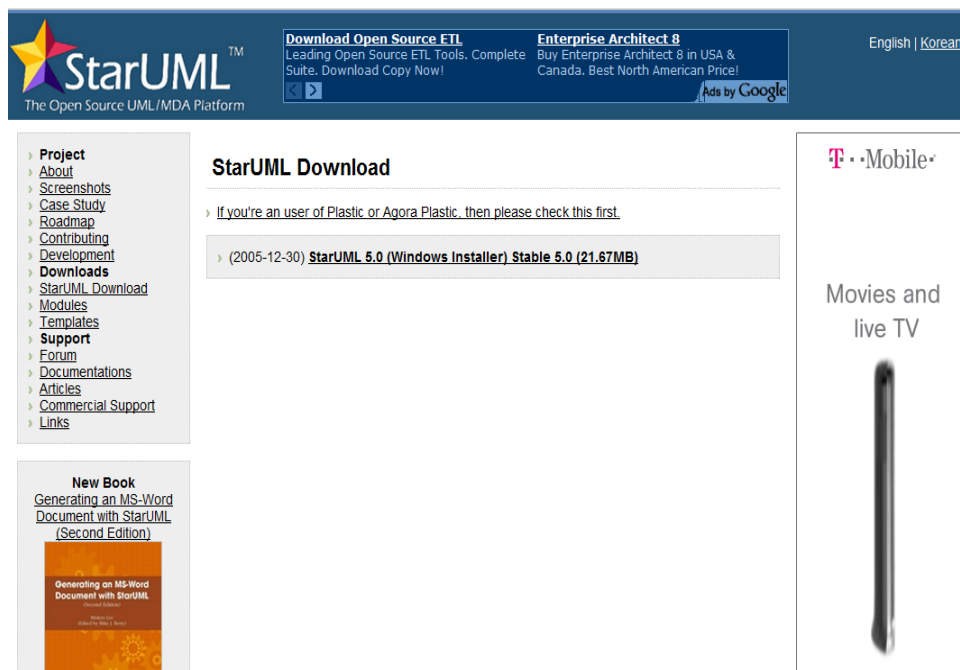 StarUML™
The Open Source UML/MDA Platform
Download Open Source ETL
Leading Open Source ETL Tools. Complete
Suite. Download Copy Now!
Enterprise Architect 8
Buy Enterprise Architect 8 in USA &
Canada. Best North American Price!
Ads by Google
English | Korean
Project
About
Screenshots
Case Study
Roadmap
Contributing
Development
Downloads
StarUML Download
Modules
Templates
Support
Forum
Documentations
Articles
Commercial Support
Links
New Book
Generating an MS-Word
Document with StarUML
(Second Edition)
Generating an MS-Word
Document with StarUML
(Second Edition)
StarUML Download
If you're an user of Plastic or Agora Plastic, then please check this first.
(2005-12-30) StarUML 5.0 (Windows Installer) Stable 5.0 (21.67MB)
T··Mobile·
Movies and
live TV